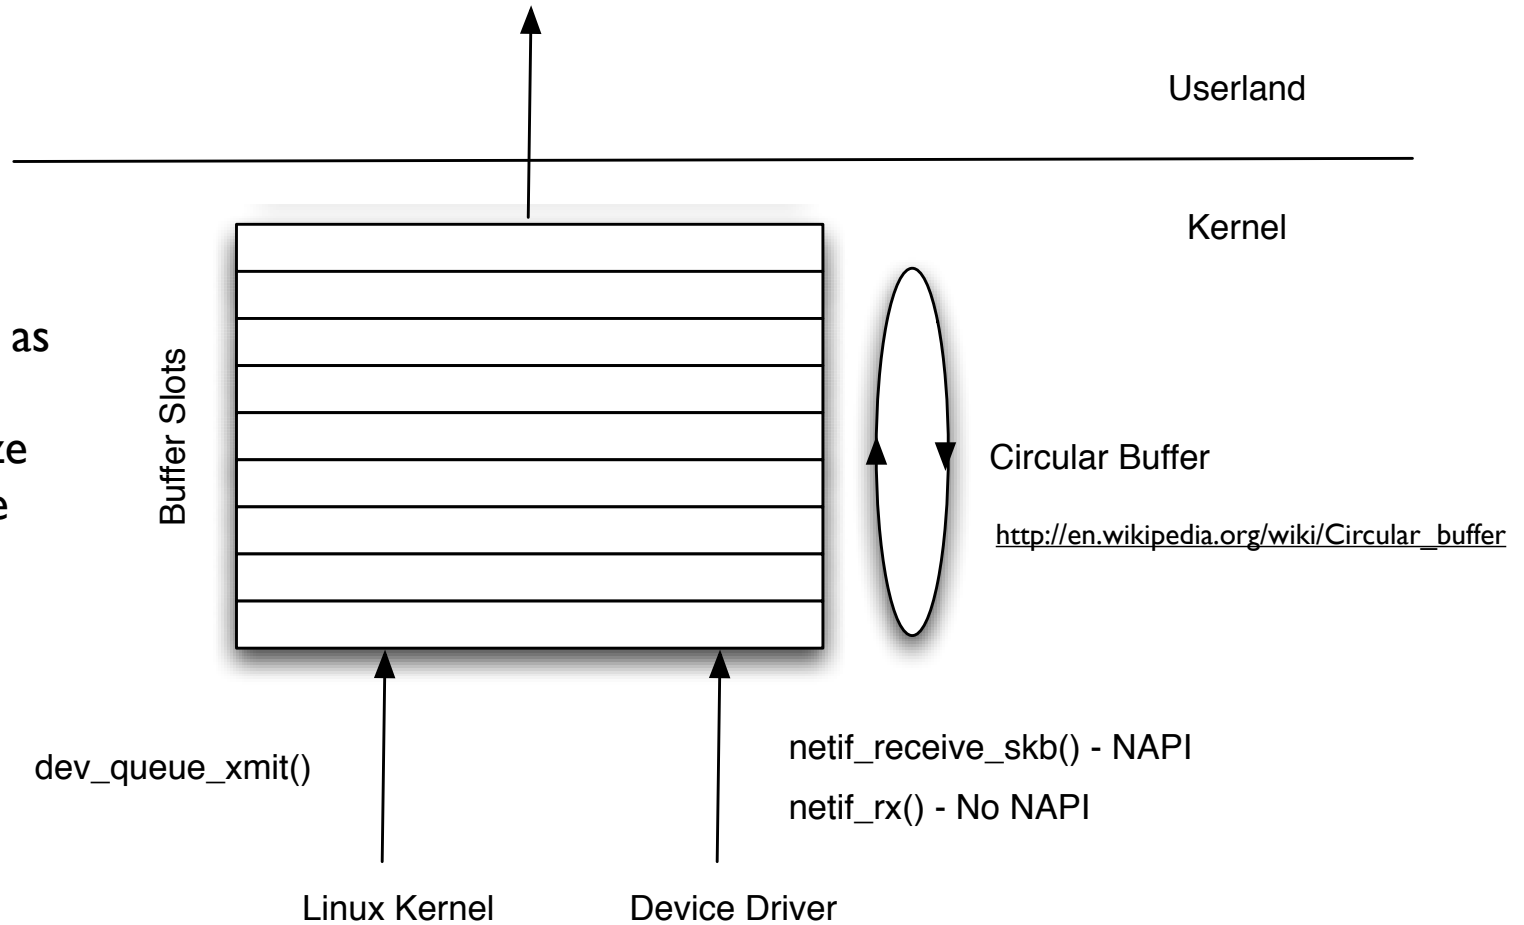 Userland
Kernel
as
Buffer Slots
Circular Buffer
http://en.wikipedia.org/wiki/Circular_buffer
netif_receive_skb() - NAPI
dev_queue_xmit()
netif_rx() - No NAPI
Linux Kernel
Device Driver